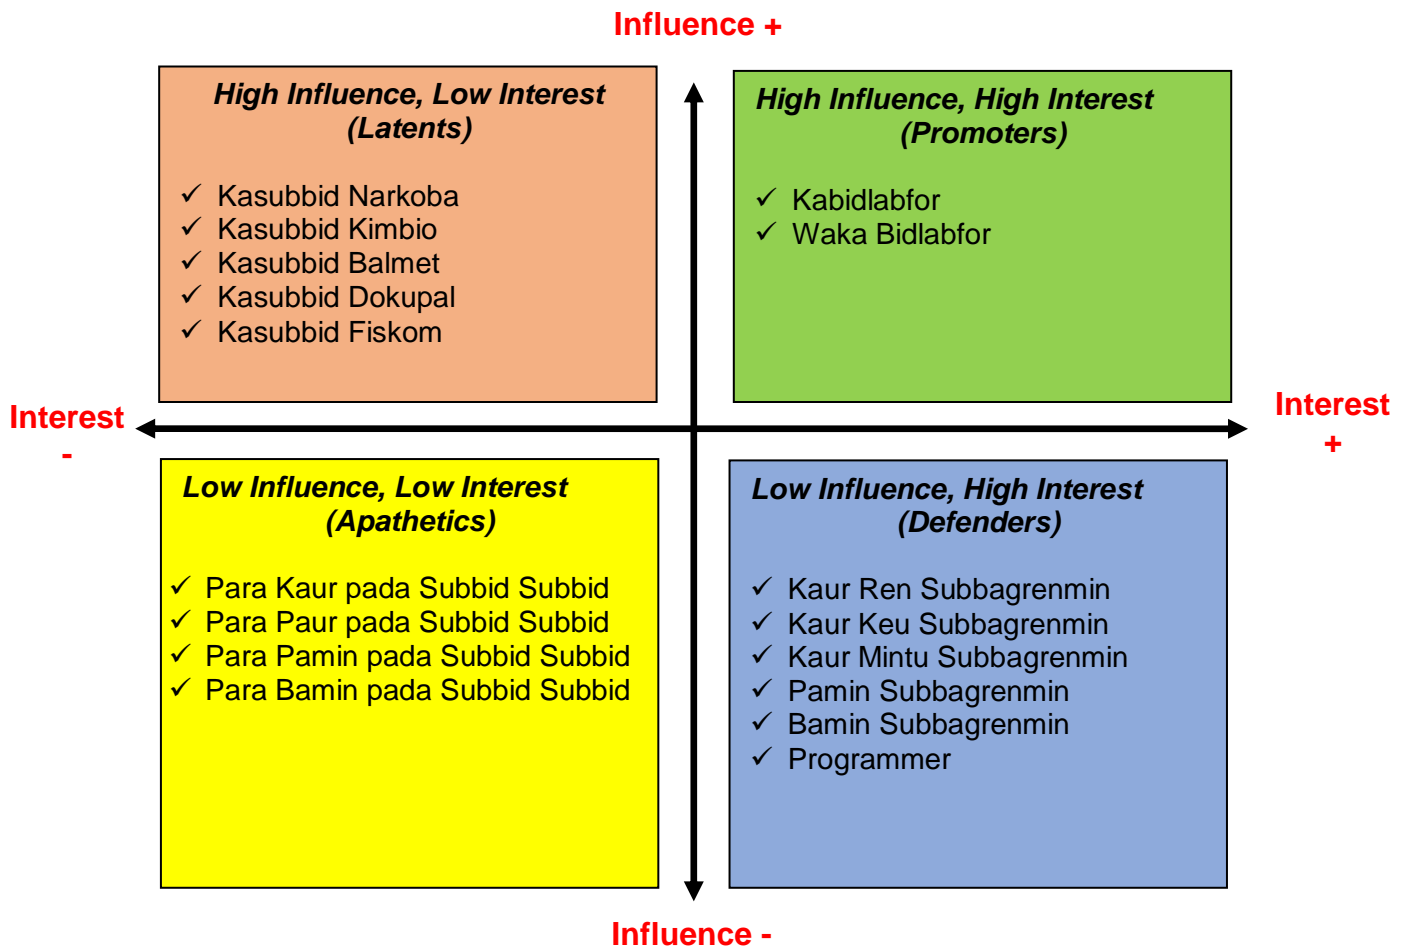 Influence +
High Influence, Low Interest
(Latents)
✓ Kasubbid Narkoba
✓ Kasubbid Kimbio
✓ Kasubbid Balmet
✓ Kasubbid Dokupal
✓ Kasubbid Fiskom
High Influence, High Interest
(Promoters)
✓ Kabidlabfor
✓ Waka Bidlabfor
Interest
-
Interest
+
Low Influence, Low Interest
(Apathetics)
✓ Para Kaur pada Subbid Subbid
✓ Para Paur pada Subbid Subbid
✓ Para Pamin pada Subbid Subbid
✓ Para Bamin pada Subbid Subbid
Low Influence, High Interest
(Defenders)
✓ Kaur Ren Subbagrenmin
✓ Kaur Keu Subbagrenmin
✓ Kaur Mintu Subbagrenmin
✓ Pamin Subbagrenmin
✓ Bamin Subbagrenmin
✓ Programmer
Influence -